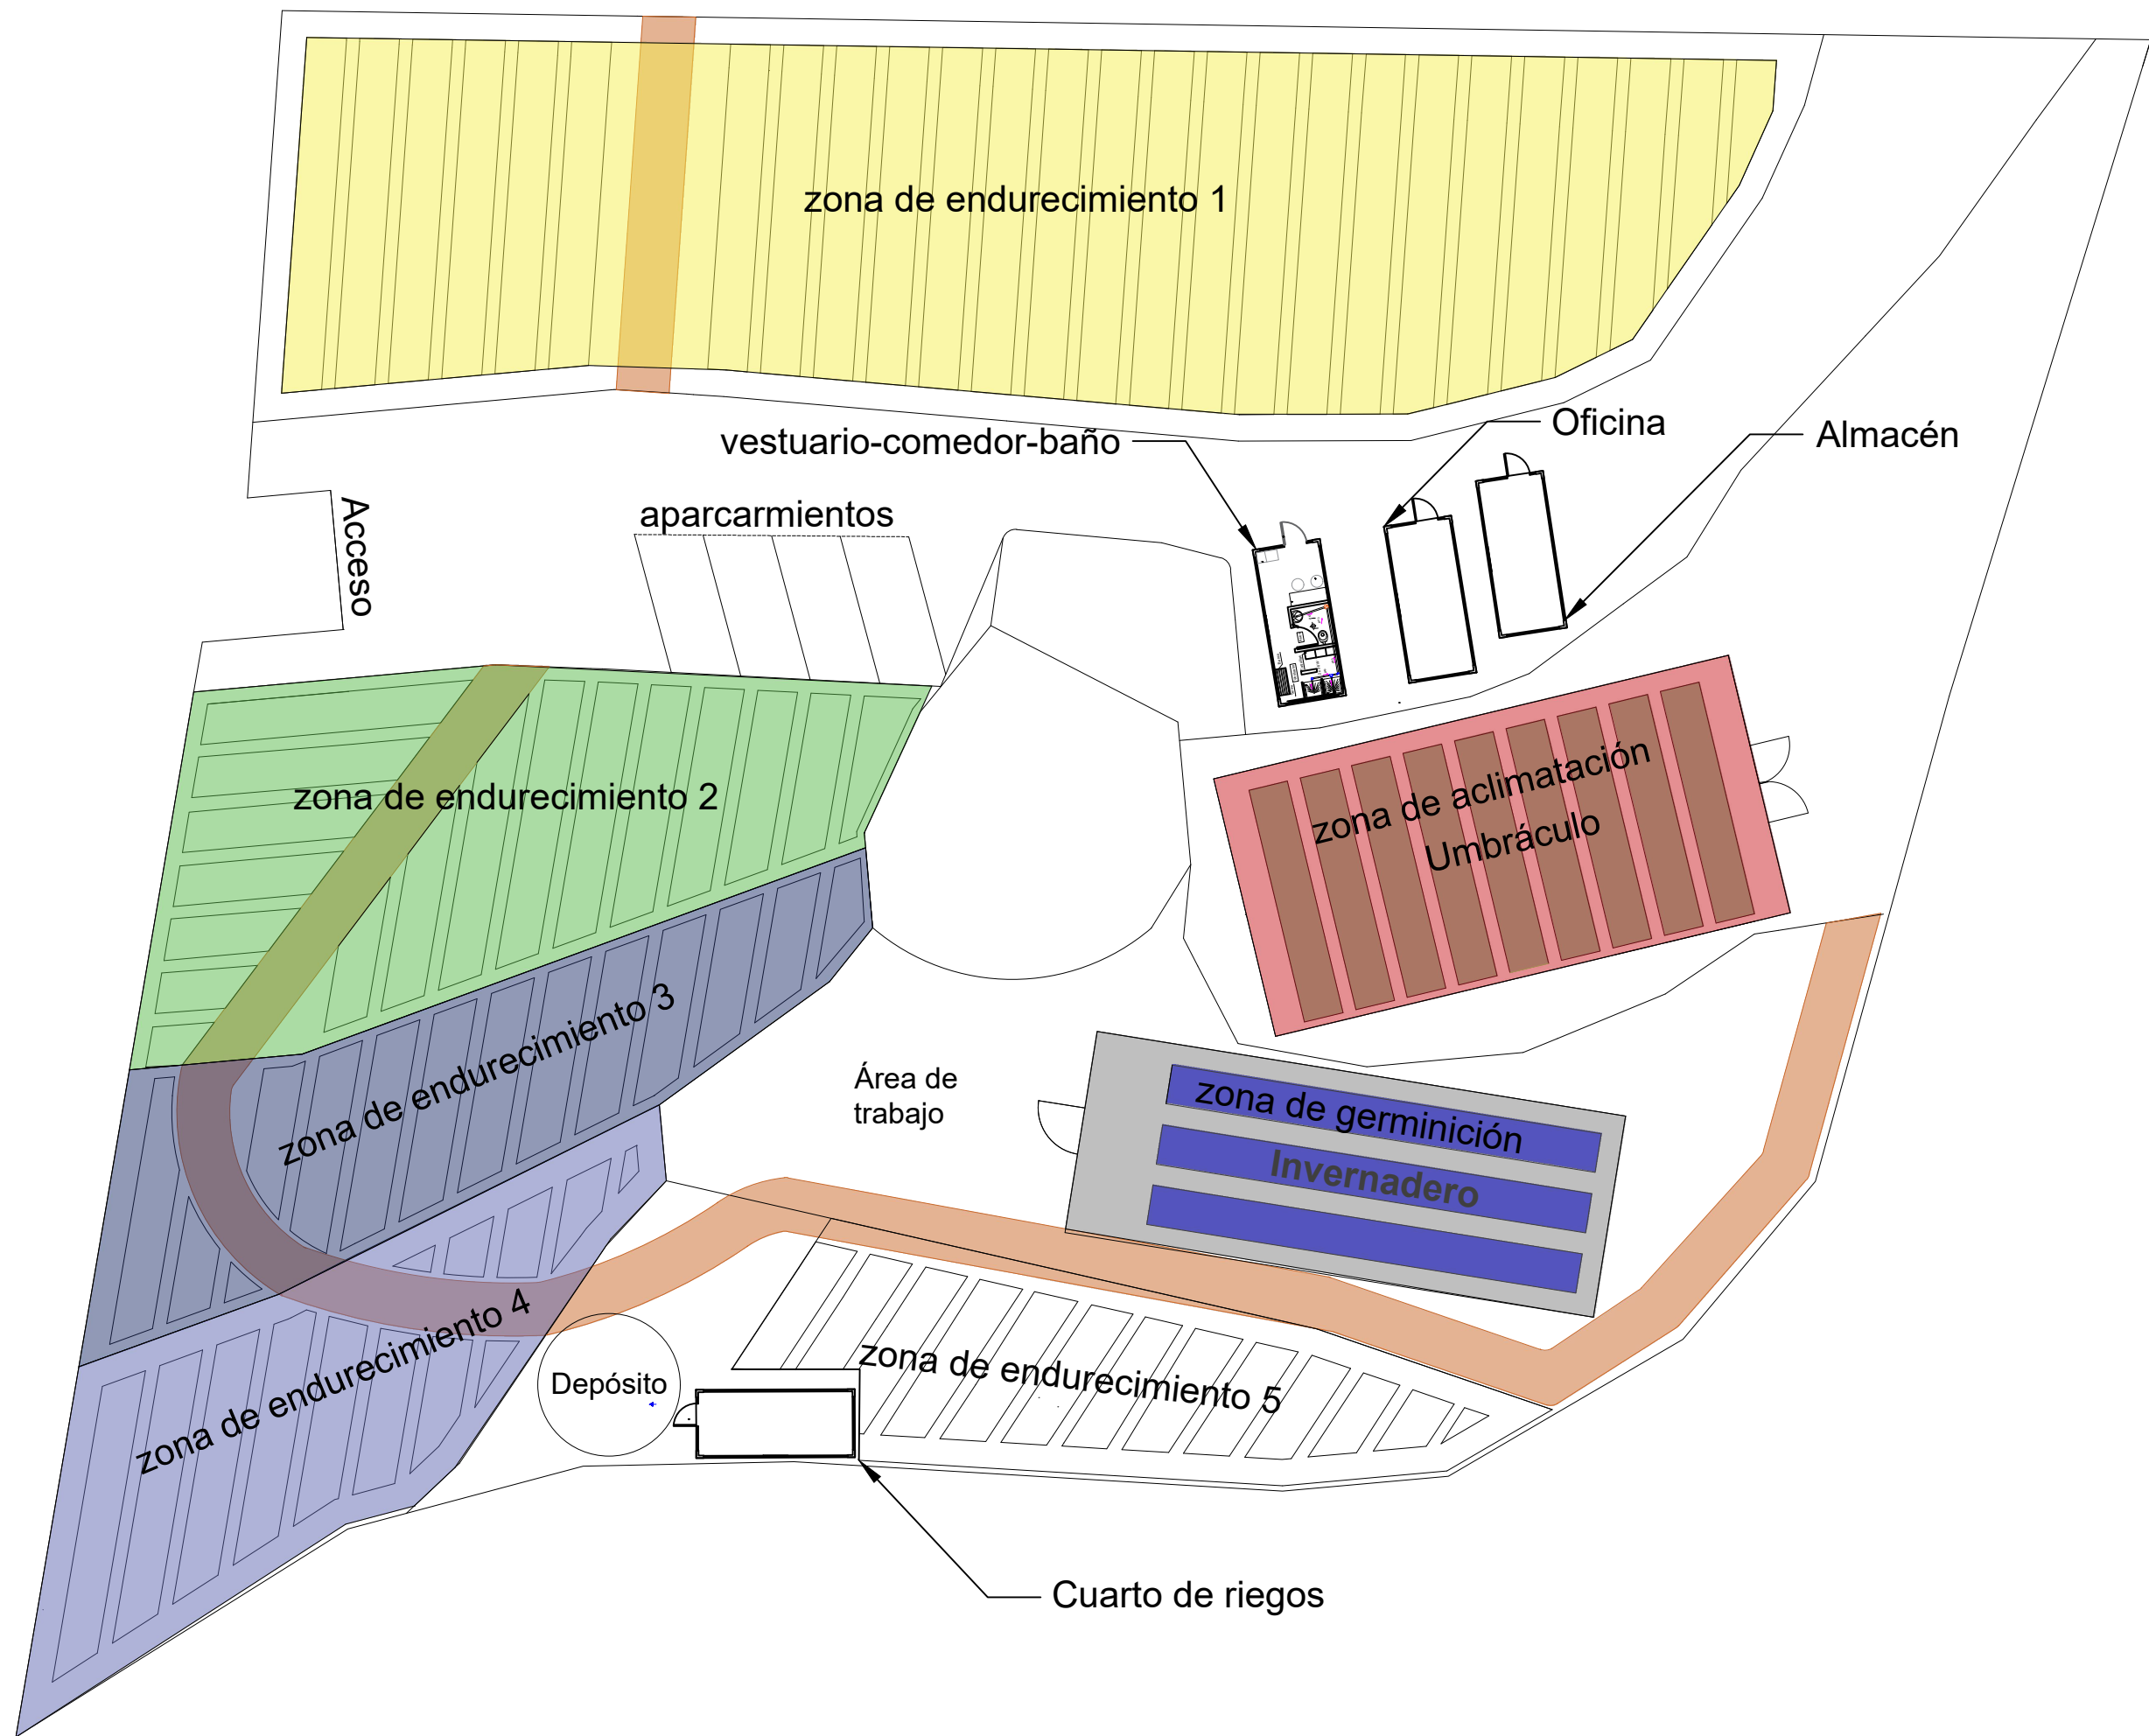 zona de endurecimiento 1
vestuario-comedor-baño
Oficina
Almacén
Acceso
aparcarmientos
zona de endurecimiento 2
zona de aclimatación
Umbráculo
zona de endurecimiento 3
Área de
trabajo
zona de germinición
Invernadero
zona de endurecimiento 4
Depósito
zona de endurecimiento 5
Cuarto de riegos